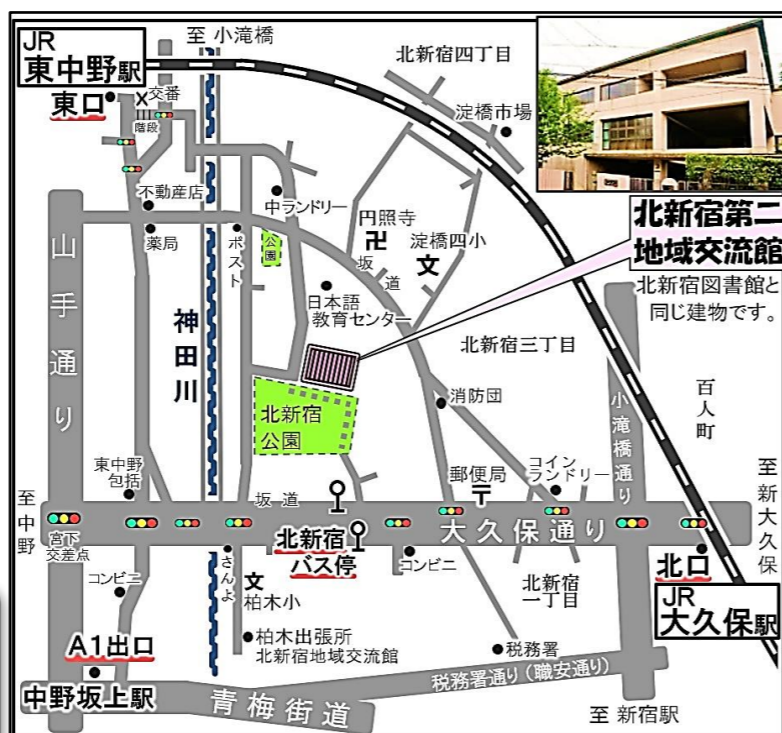 至 小滝橋
JR
東中野駅
東口
交番
階段
北新宿四丁目
淀橋市場
不動産店
薬局
中ランドリー
ポスト
公園
円照寺
卍
坂道
淀橋四小
文
日本語
教育センター
北新宿第二
地域交流館
北新宿図書館と
同じ建物です。
山手通り
神田川
北新宿三丁目
百人町
小滝橋通り
北新宿
公園
消防団
東中野
包括
坂道
郵便局
〒
コイン
ランドリー
至中野
至新大久保
宮下
交差点
大久保通り
北新宿
バス停
コンビニ
さんよ
文
柏木小
コンビニ
北新宿
一丁目
北口
JR
大久保駅
柏木出張所
北新宿地域交流館
税務署
A1出口
中野坂上駅
青梅街道
税務署通り(職安通り)
至 新宿駅